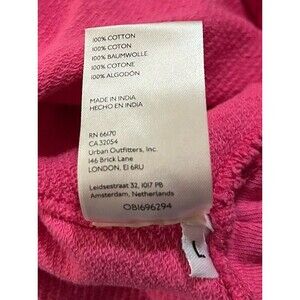 100% COTTON
100% COTON
100% BAUMWOLLE
100% COTONE
100% ALGODÓN
MADE IN INDIA
HECHO EN INDIA
RN 66170
CA 32054
Urban Outfitters, Inc.
146 Brick Lane
LONDON, E1 6RU
Leidsestraat 32, 1017 PB
Amsterdam, Netherlands
OB1696294
L